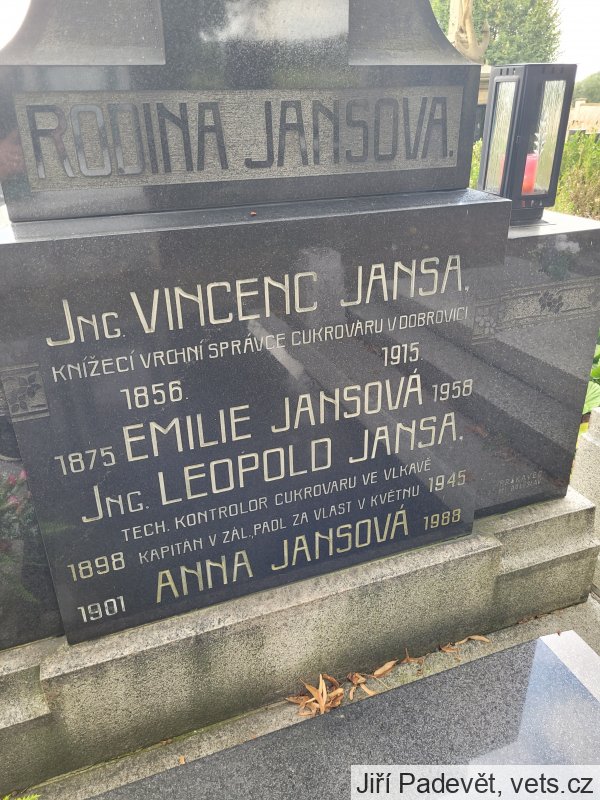 RODINA JANSOVA.
Jng. VINCENC JANSA,
KNÍŽECÍ VRCHNÍ SPRÁVCE CUKROVARU V DOBROVICI
1856. 1915.
1875 EMILIE JANSOVÁ 1958
Jng. LEOPOLD JANSA,
TECH. KONTROLOR CUKROVARU VE VLKAVĚ
1898 KAPITÁN V ZÁL., PADL ZA VLAST V KVĚTNU 1945
1901 ANNA JANSOVÁ 1988
Jiří Padevět, vets.cz